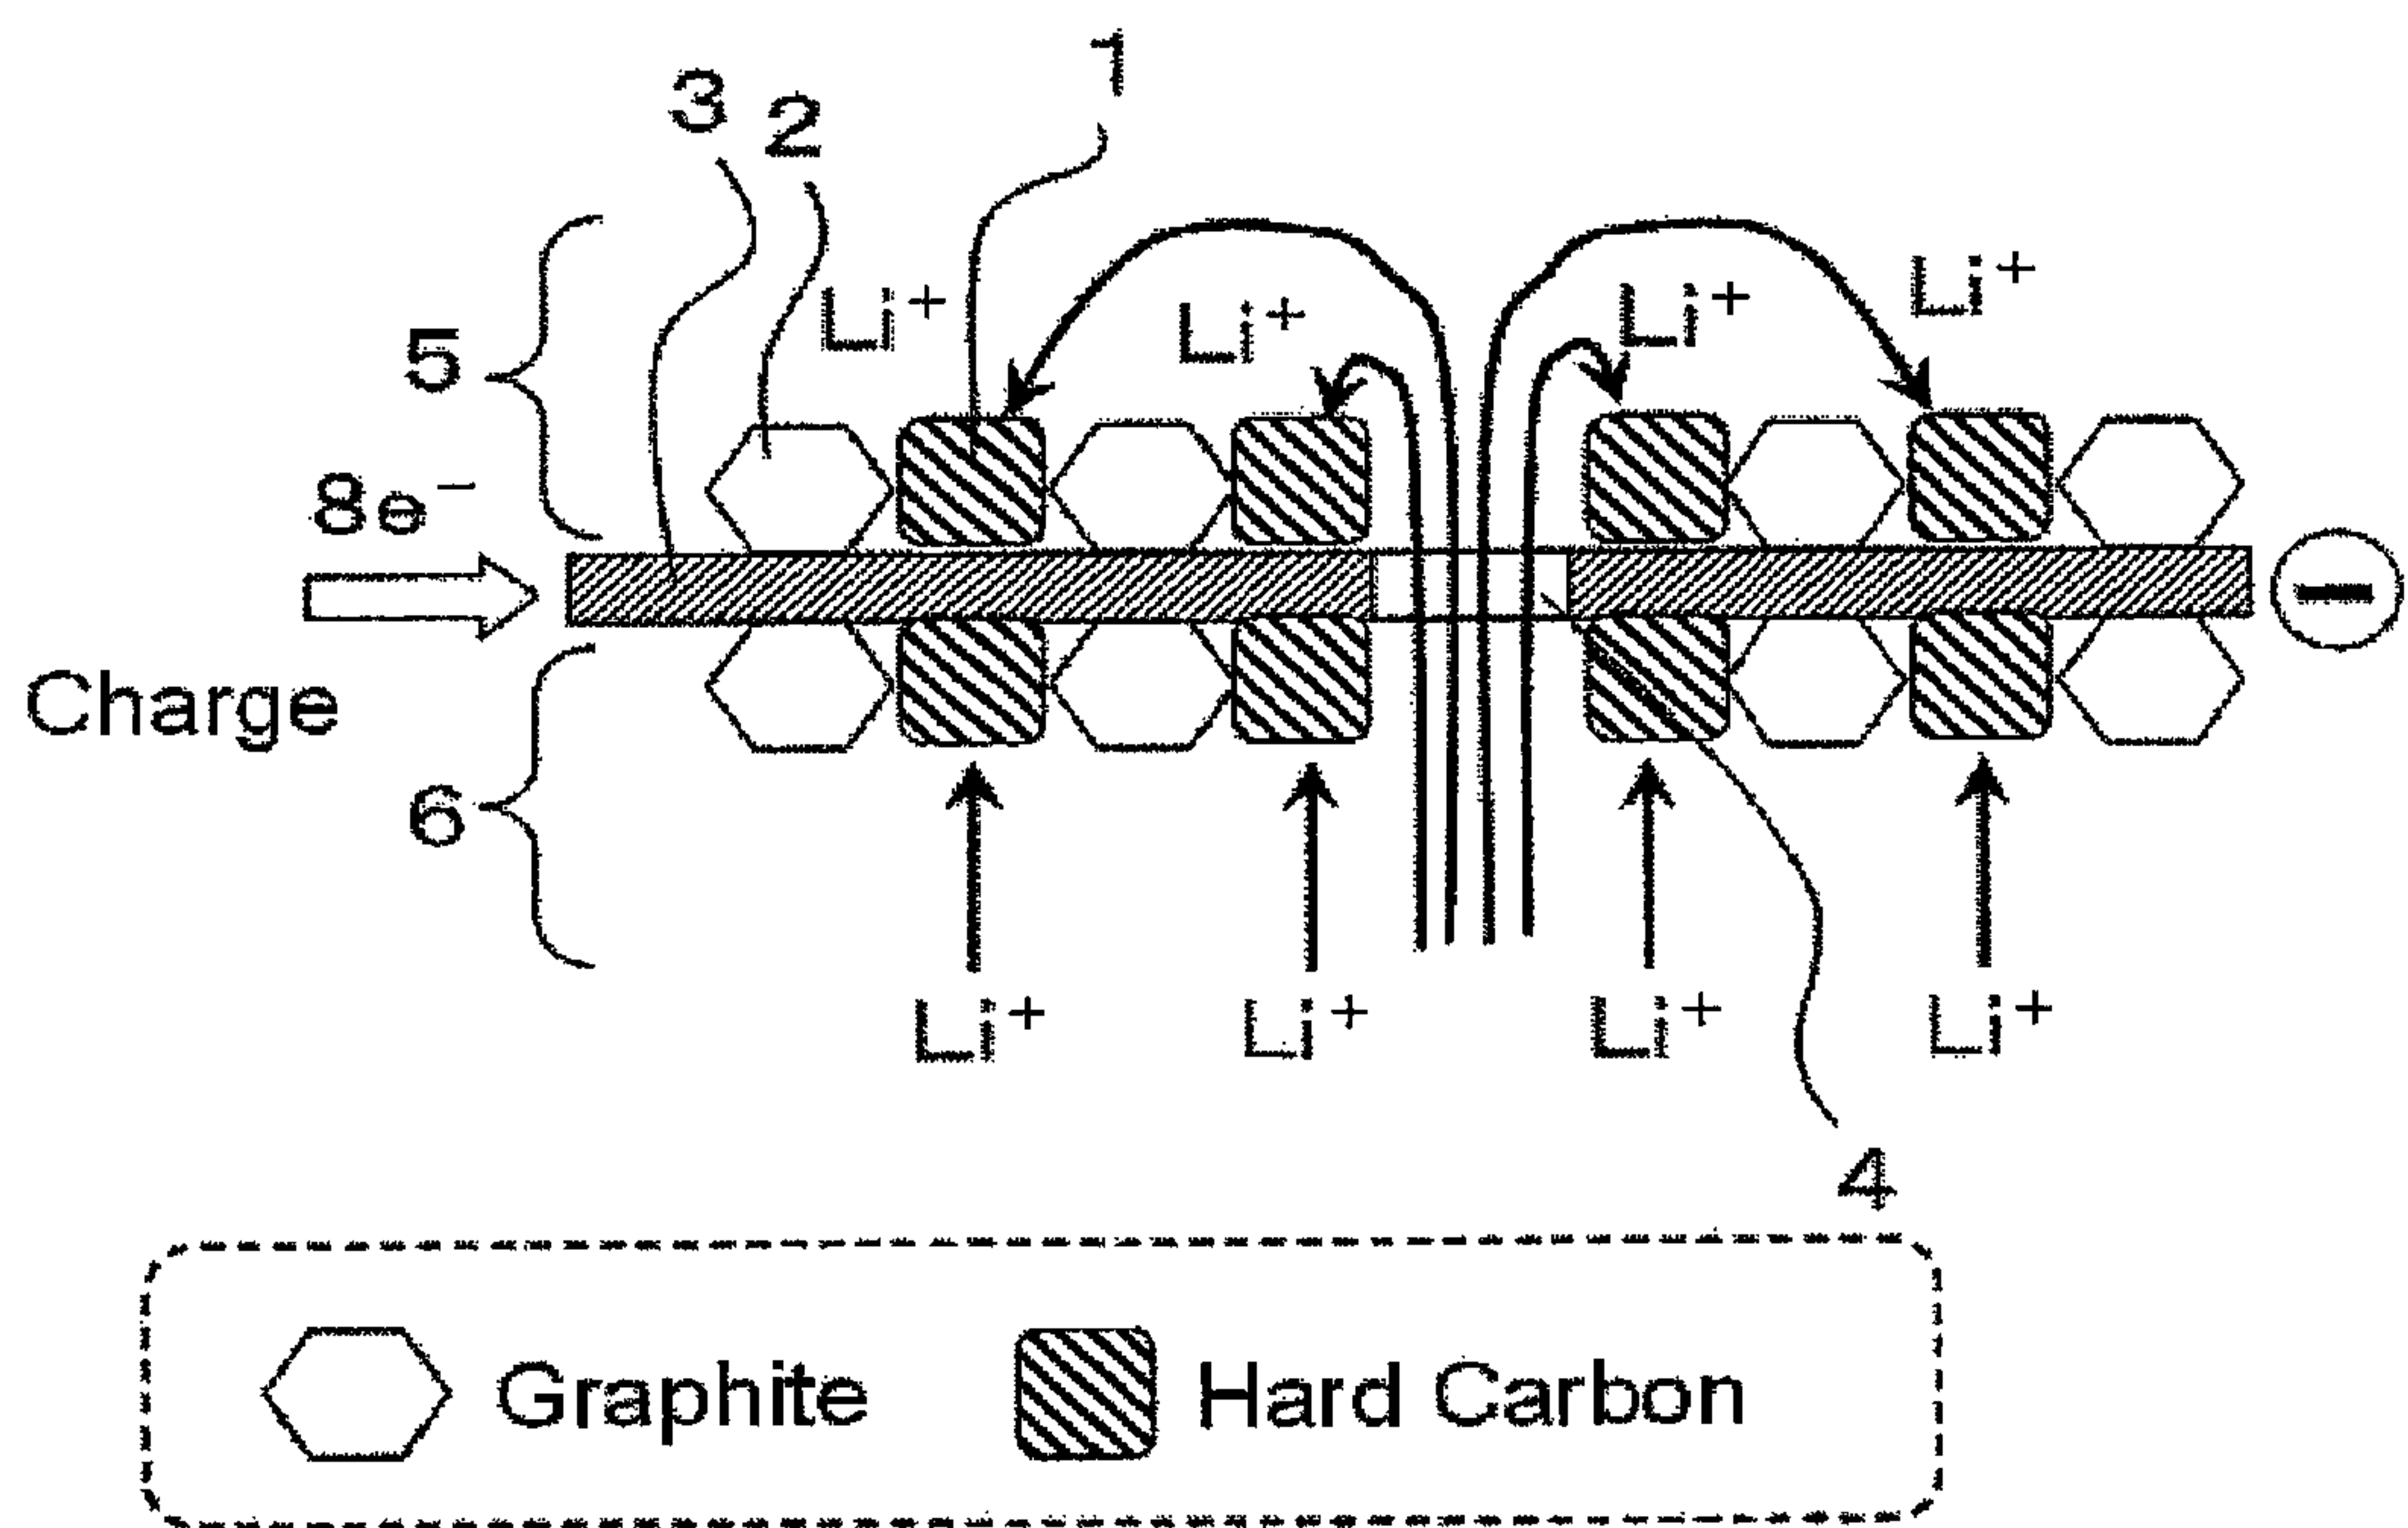 1
3 2
Li⁺ Li⁺ Li⁺ Li⁺
5
8e⁻
−
Charge
6
Li⁺ Li⁺ Li⁺ Li⁺
4
Graphite Hard Carbon